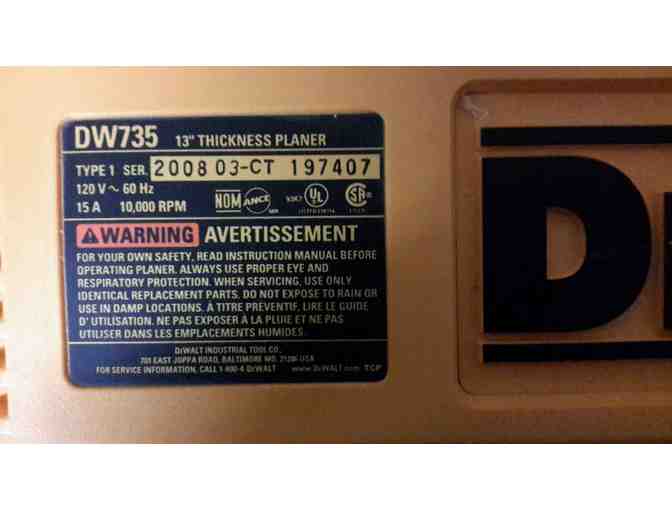 DW735 13" THICKNESS PLANER
TYPE 1 SER. 2008 03-CT 197407
120 V ~ 60 Hz
15 A 10,000 RPM NOM ANCE UL SA
WARNING AVERTISSEMENT
FOR YOUR OWN SAFETY, READ INSTRUCTION MANUAL BEFORE
OPERATING PLANER. ALWAYS USE PROPER EYE AND
RESPIRATORY PROTECTION. WHEN SERVICING, USE ONLY
IDENTICAL REPLACEMENT PARTS. DO NOT EXPOSE TO RAIN OR
USE IN DAMP LOCATIONS. À TITRE PREVENTIF, LIRE LE GUIDE
D' UTILISATION. NE PAS EXPOSER À LA PLUIE ET NE PAS
UTILISER DANS LES EMPLACEMENTS HUMIDES.
DEWALT INDUSTRIAL TOOL CO.,
701 EAST JOPPA ROAD, BALTIMORE MD. 21286 USA
FOR SERVICE INFORMATION, CALL 1-800-4 DEWALT www.DEWALT.com TCP
D